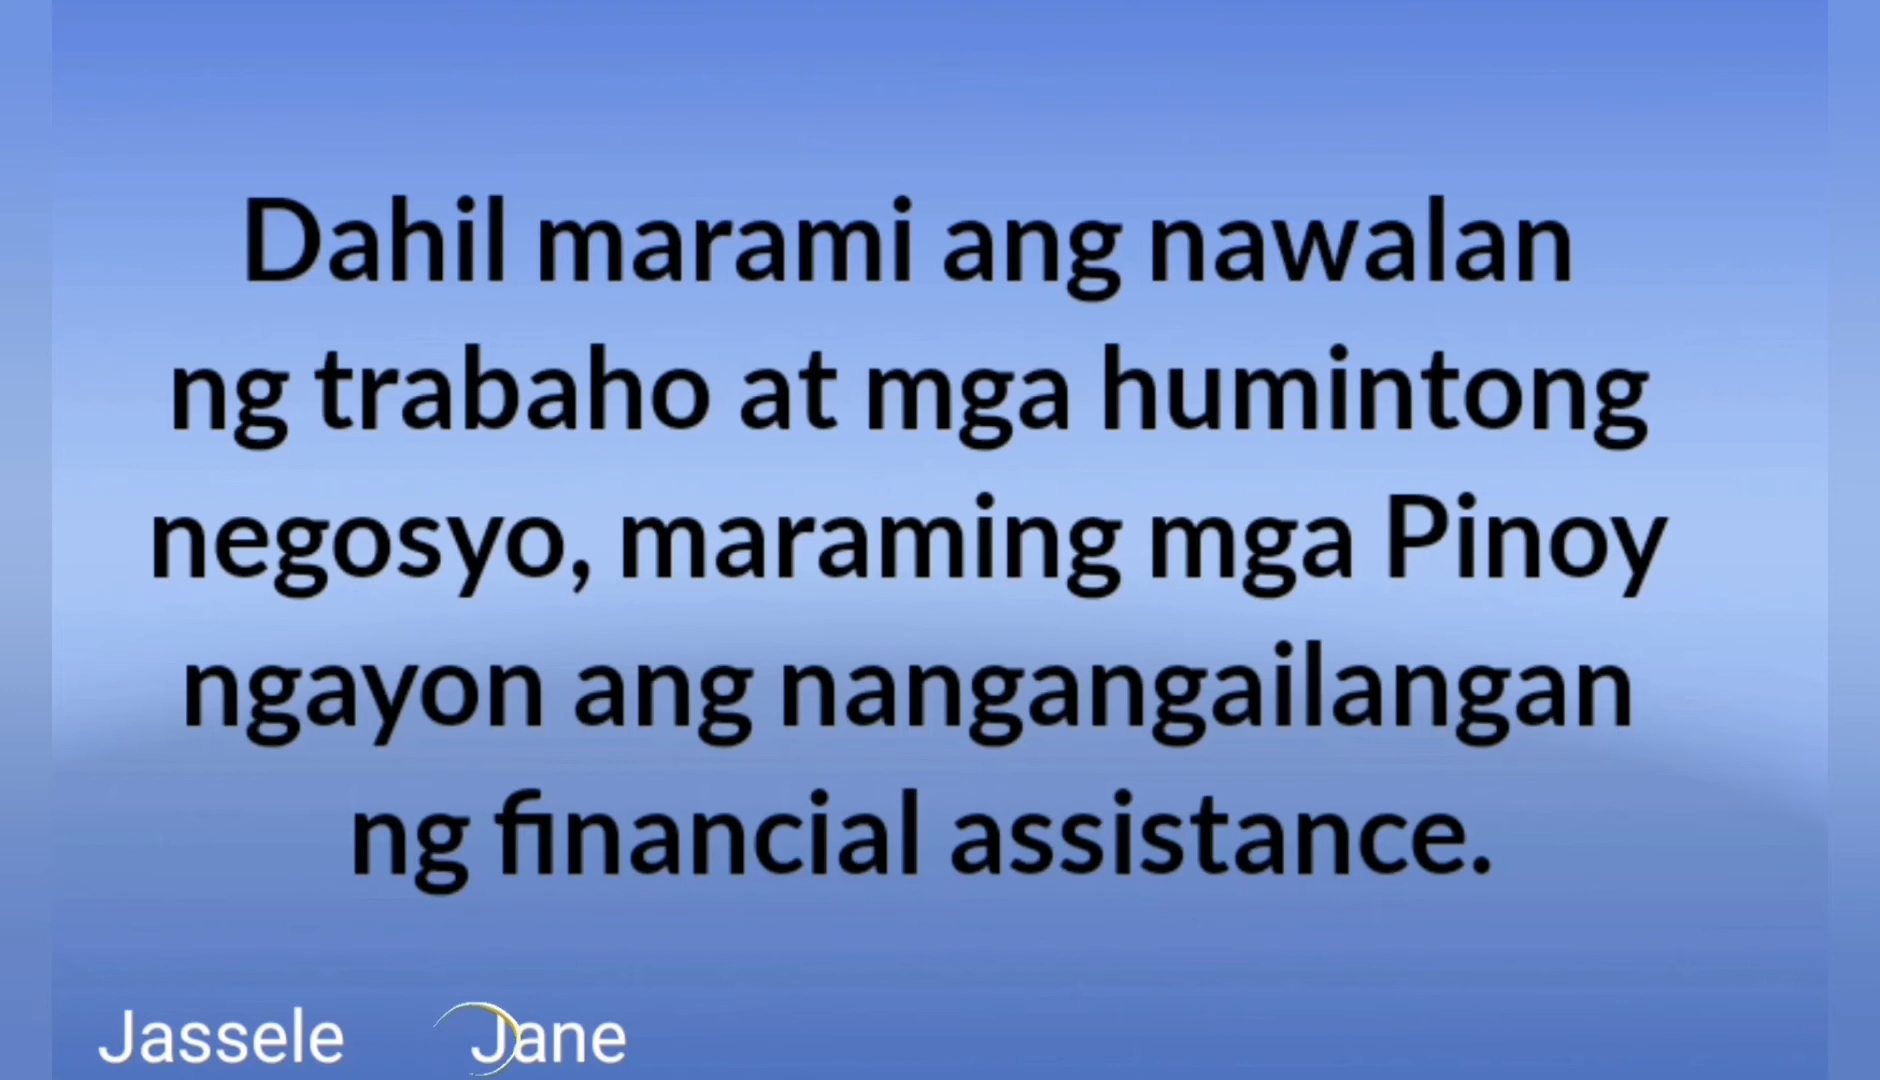 Dahil marami ang nawalan
ng trabaho at mga humintong
negosyo, maraming mga Pinoy
ngayon ang nangangailangan
ng financial assistance.
Jassele Jane